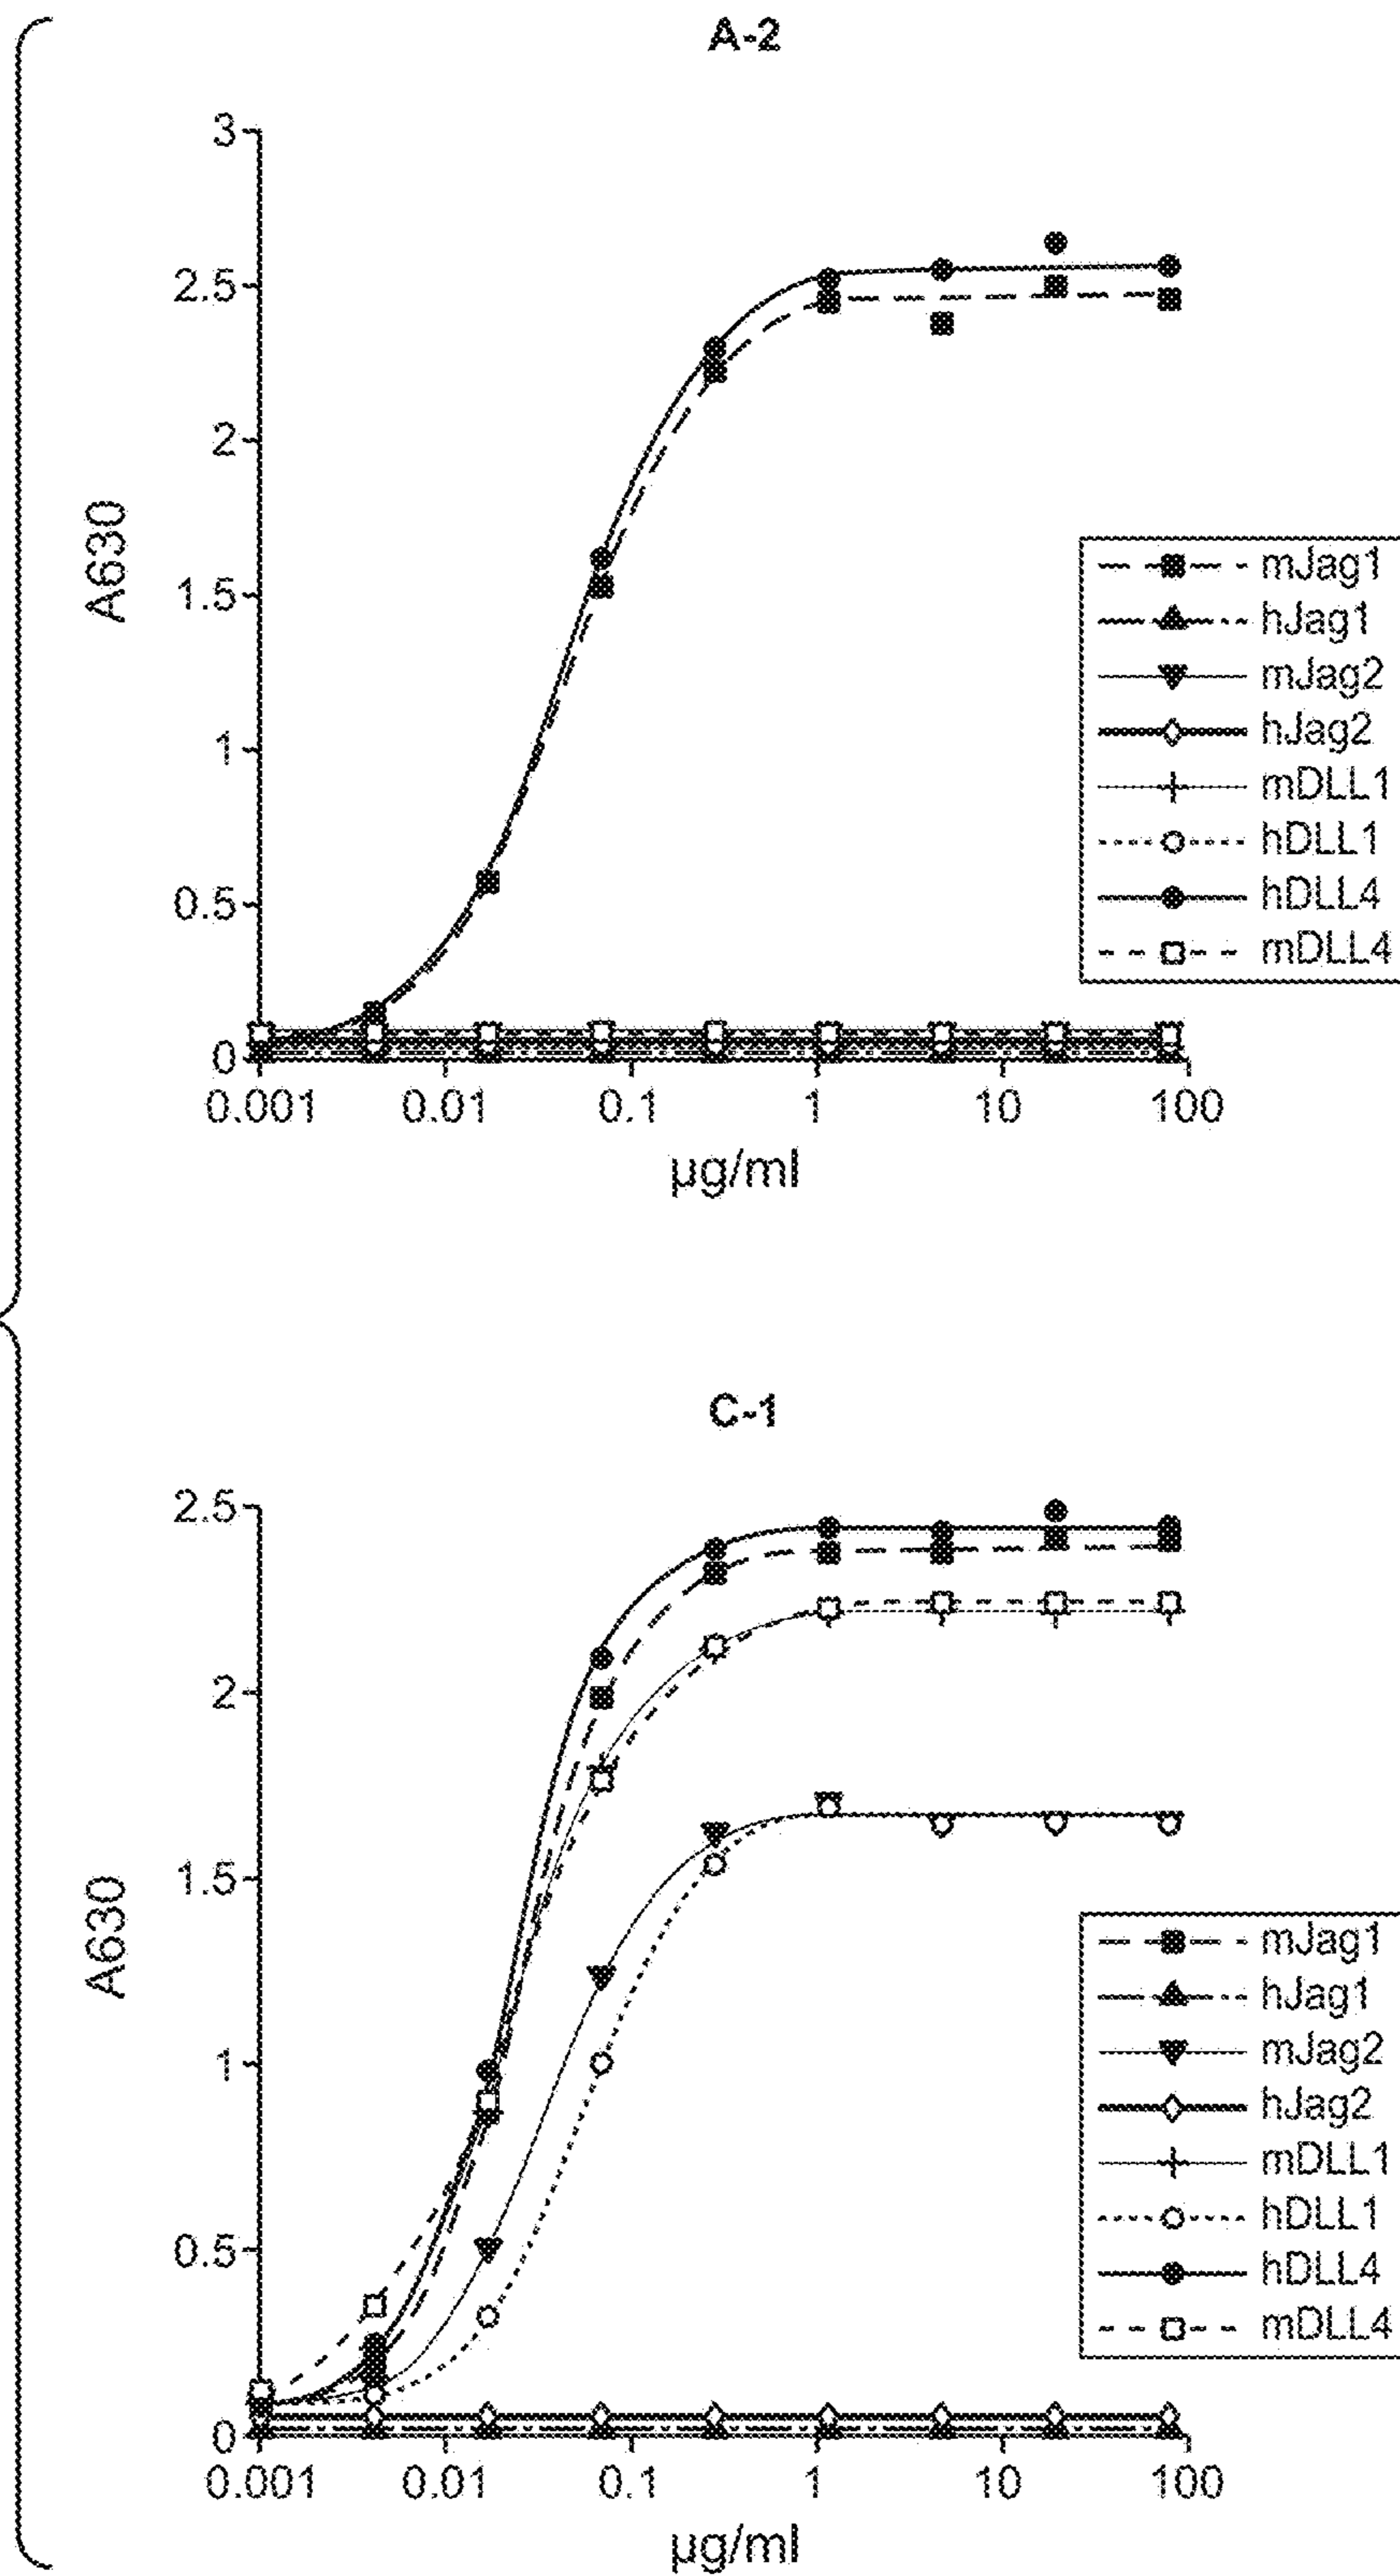 A-2
3
2.5
2
1.5
1
0.5
0
A630
0.001 0.01 0.1 1 10 100
µg/ml
mJag1
hJag1
mJag2
hJag2
mDLL1
hDLL1
hDLL4
mDLL4
C-1
2.5
2
1.5
1
0.5
0
A630
0.001 0.01 0.1 1 10 100
µg/ml
mJag1
hJag1
mJag2
hJag2
mDLL1
hDLL1
hDLL4
mDLL4